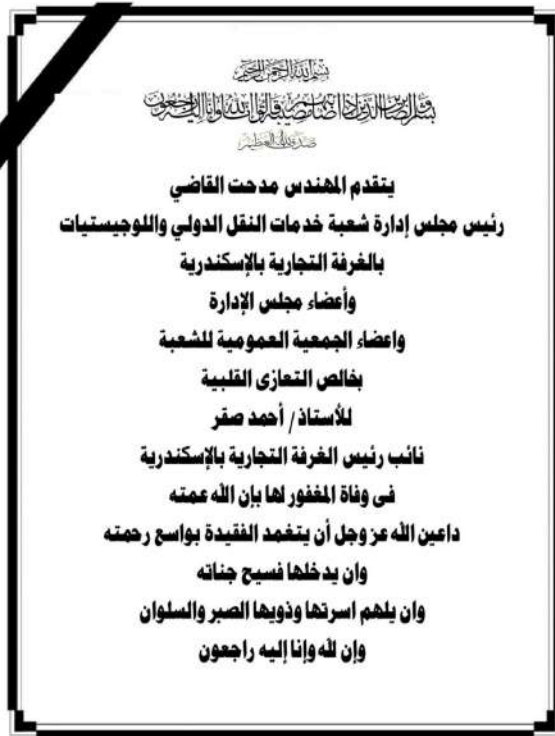 بسم الله الرحمن الرحيم
وبشر الصابرين الذين إذا أصابتهم مصيبة قالوا إنا لله وإنا إليه راجعون
صدق الله العظيم
يتقدم المهندس مدحت القاضي
رئيس مجلس إدارة شعبة خدمات النقل الدولي واللوجيستيات
بالغرفة التجارية بالإسكندرية
وأعضاء مجلس الإدارة
واعضاء الجمعية العمومية للشعبة
بخالص التعازى القلبية
للأستاذ / أحمد صقر
نائب رئيس الغرفة التجارية بالإسكندرية
فى وفاة المغفور لها بإن الله عمته
داعين الله عز وجل أن يتغمد الفقيدة بواسع رحمته
وان يدخلها فسيح جناته
وان يلهم اسرتها وذويها الصبر والسلوان
وإن لله وإنا إليه راجعون